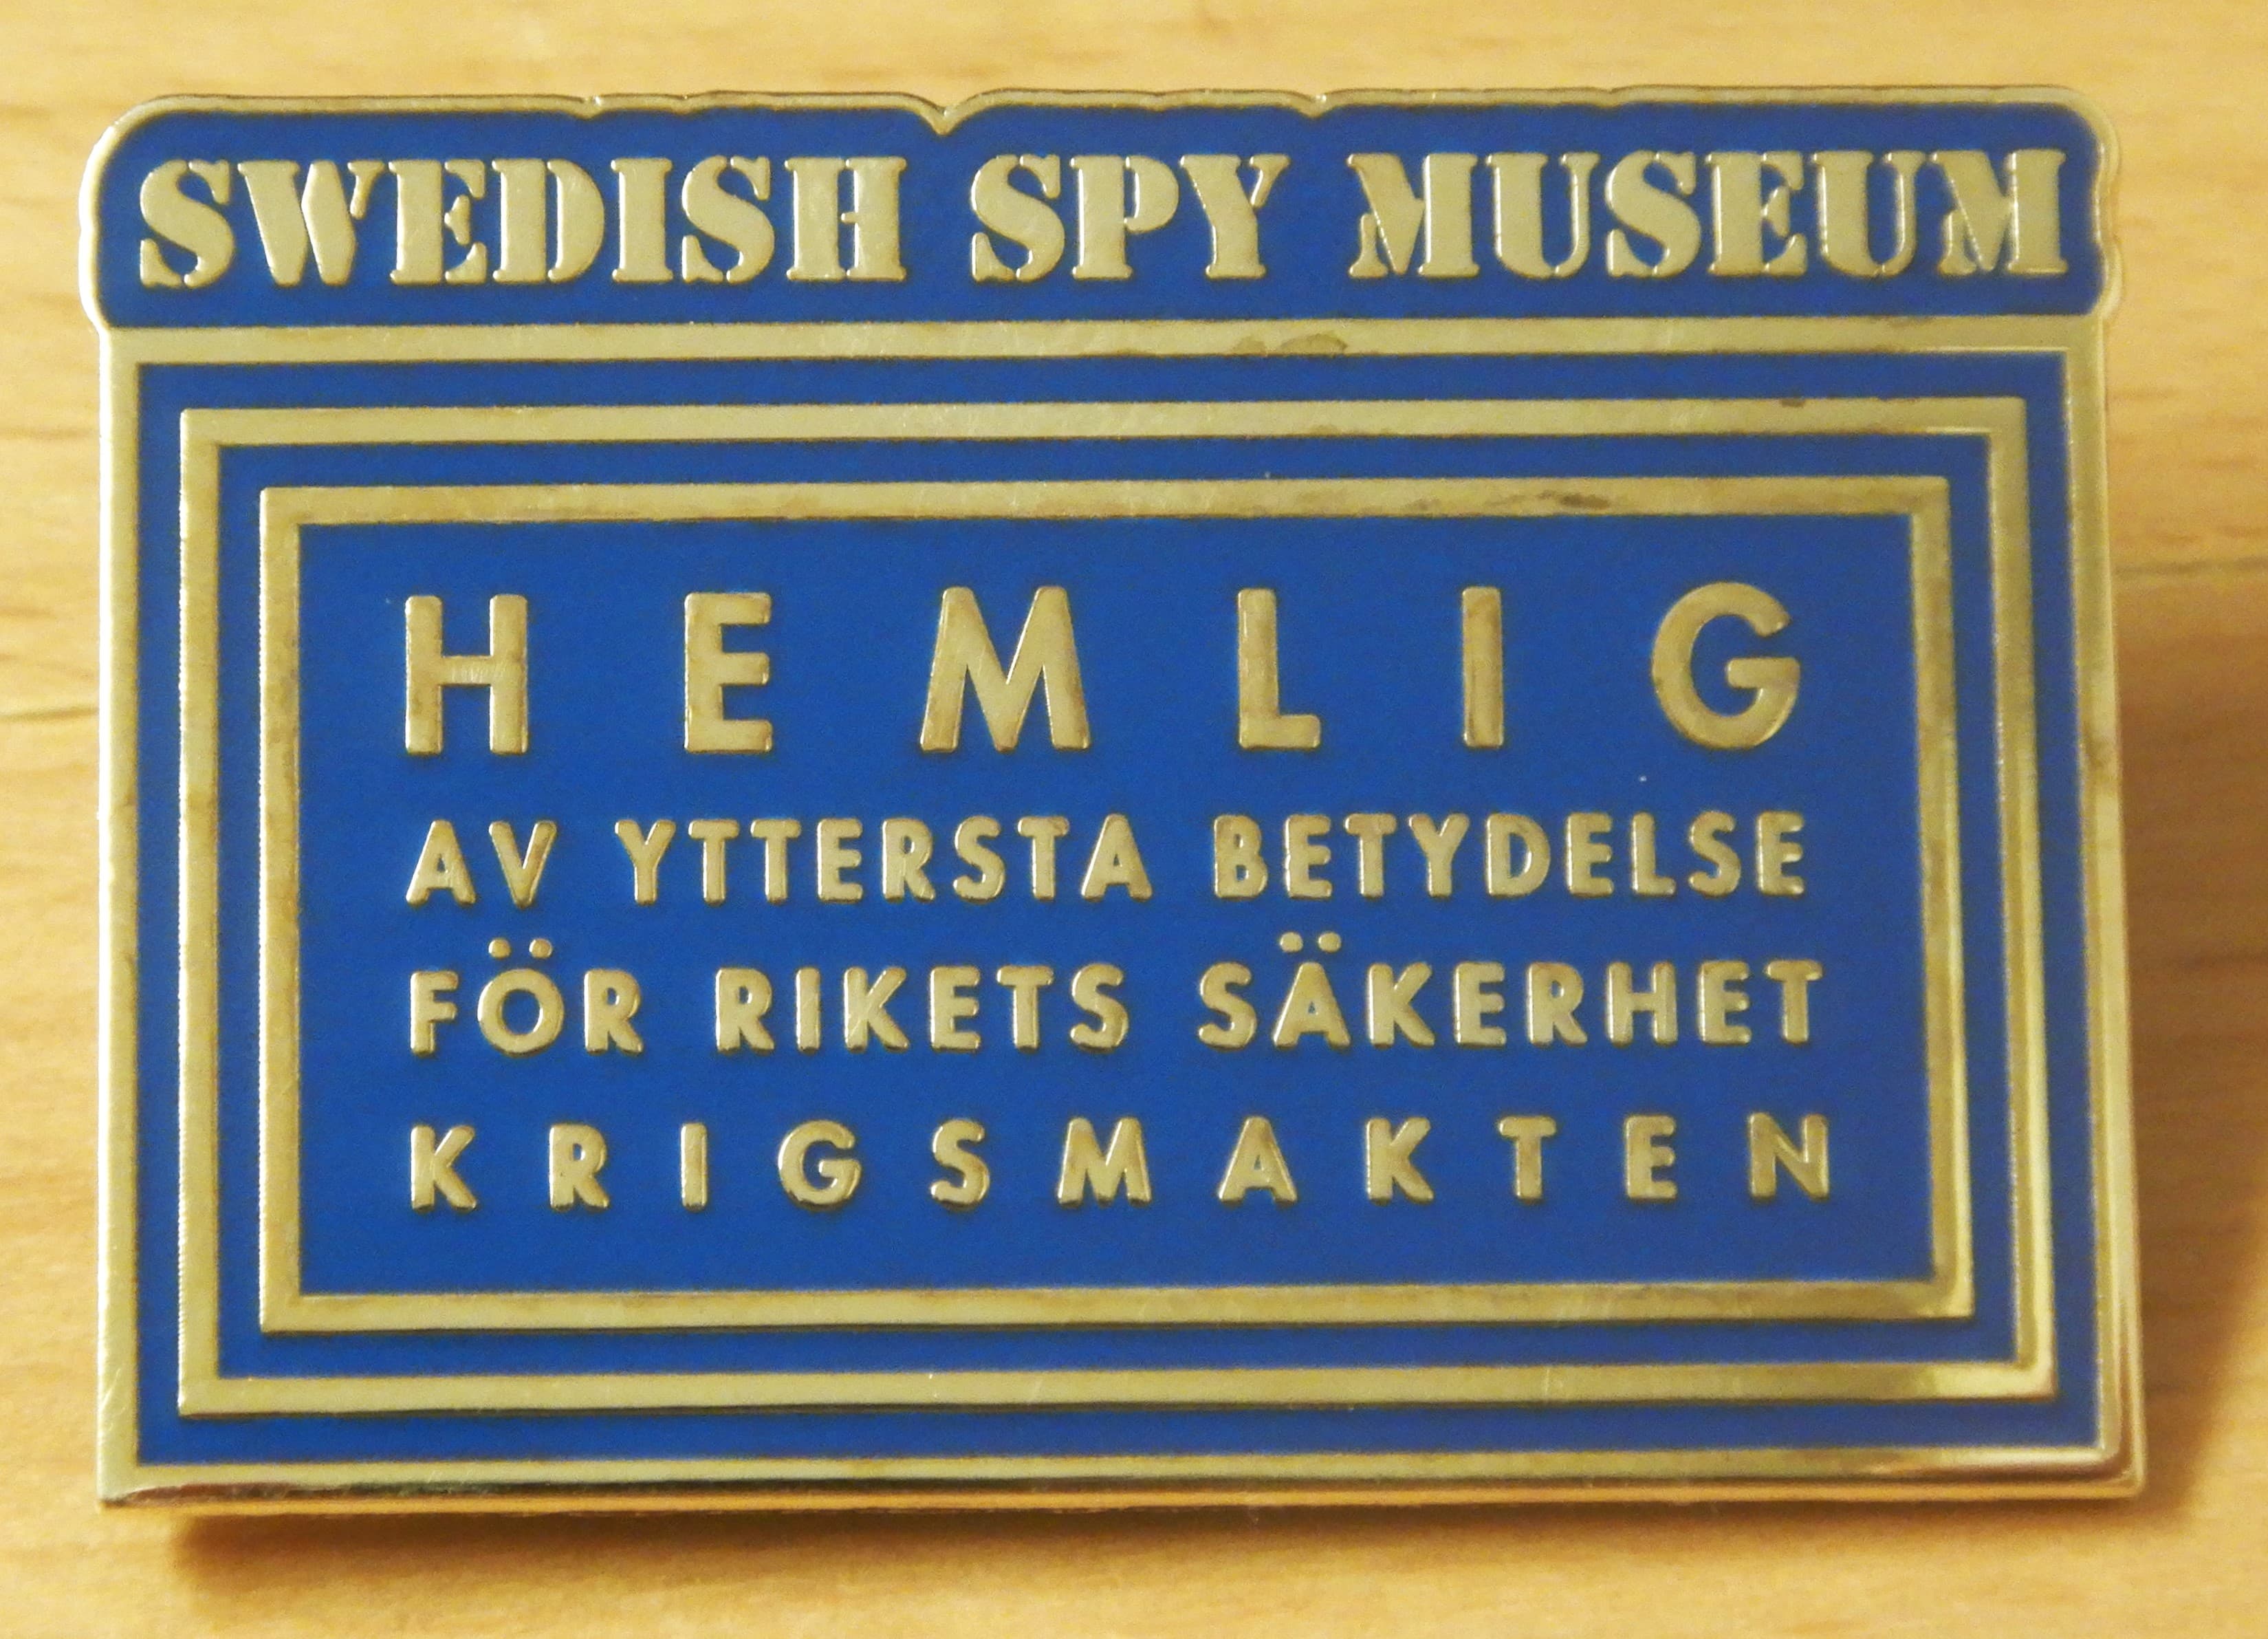 SWEDISH SPY MUSEUM
HEMLIG
AV YTTERSTA BETYDELSE
FÖR RIKETS SÄKERHET
KRIGSMAKTEN